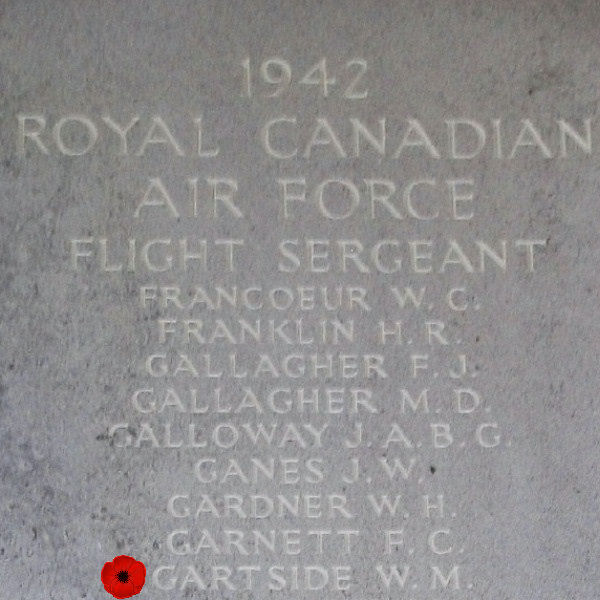 1942
ROYAL CANADIAN
AIR FORCE
FLIGHT SERGEANT
FRANCOEUR W. C.
FRANKLIN H. R.
GALLAGHER F. J.
GALLAGHER M. D.
GALLOWAY J. A. B. G.
GANES J. W.
GARDNER W. H.
GARNETT F. C.
GARTSIDE W. M.